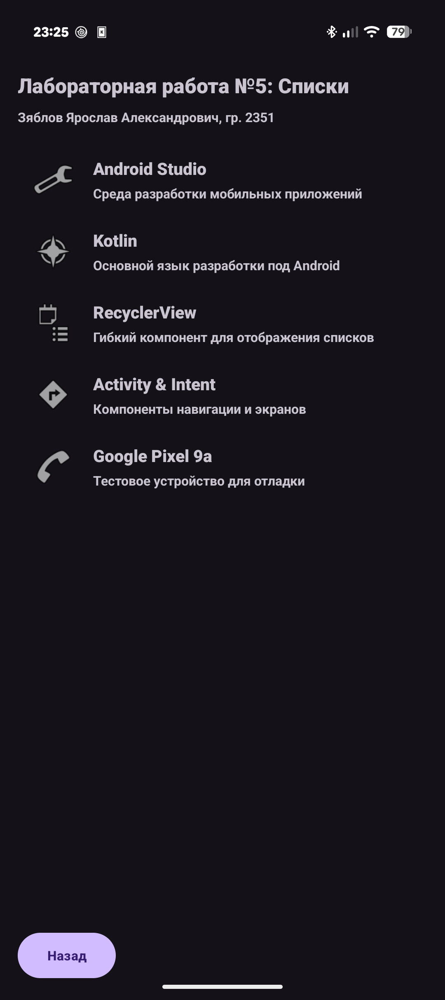 23:25
79
Лабораторная работа №5: Списки
Зяблов Ярослав Александрович, гр. 2351
Android Studio
Среда разработки мобильных приложений
Kotlin
Основной язык разработки под Android
RecyclerView
Гибкий компонент для отображения списков
Activity & Intent
Компоненты навигации и экранов
Google Pixel 9a
Тестовое устройство для отладки
Назад